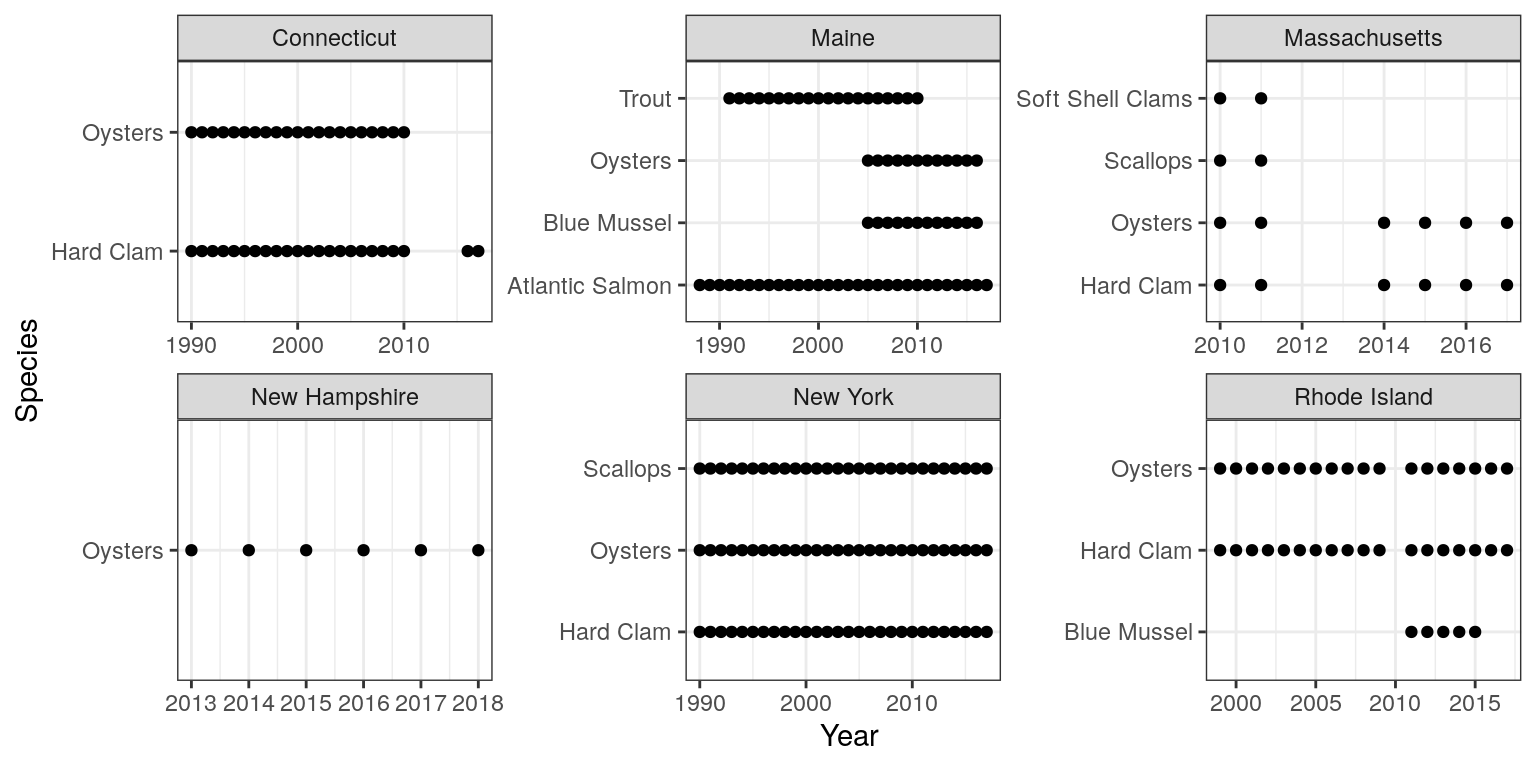 Connecticut
Maine
Massachusetts
Oysters
Hard Clam
1990 2000 2010
Trout
Oysters
Blue Mussel
Atlantic Salmon
1990 2000 2010
Soft Shell Clams
Scallops
Oysters
Hard Clam
2010 2012 2014 2016
Species
New Hampshire
New York
Rhode Island
Oysters
2013 2014 2015 2016 2017 2018
Scallops
Oysters
Hard Clam
1990 2000 2010
Oysters
Hard Clam
Blue Mussel
2000 2005 2010 2015
Year